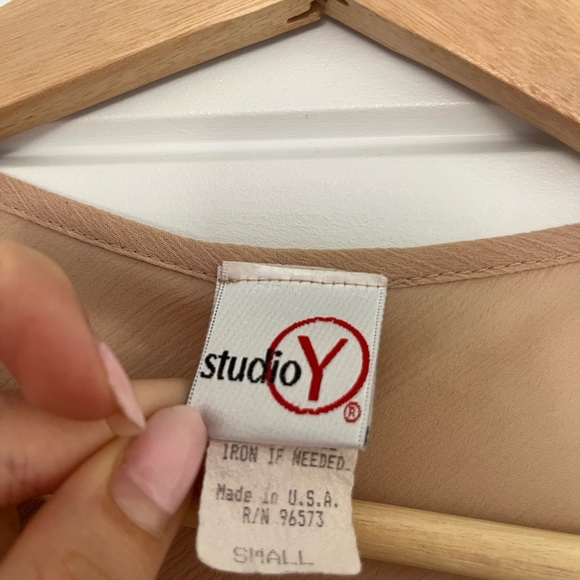 studio Y ®
IRON IF NEEDED.
Made in U.S.A.
R/N 96573
SMALL